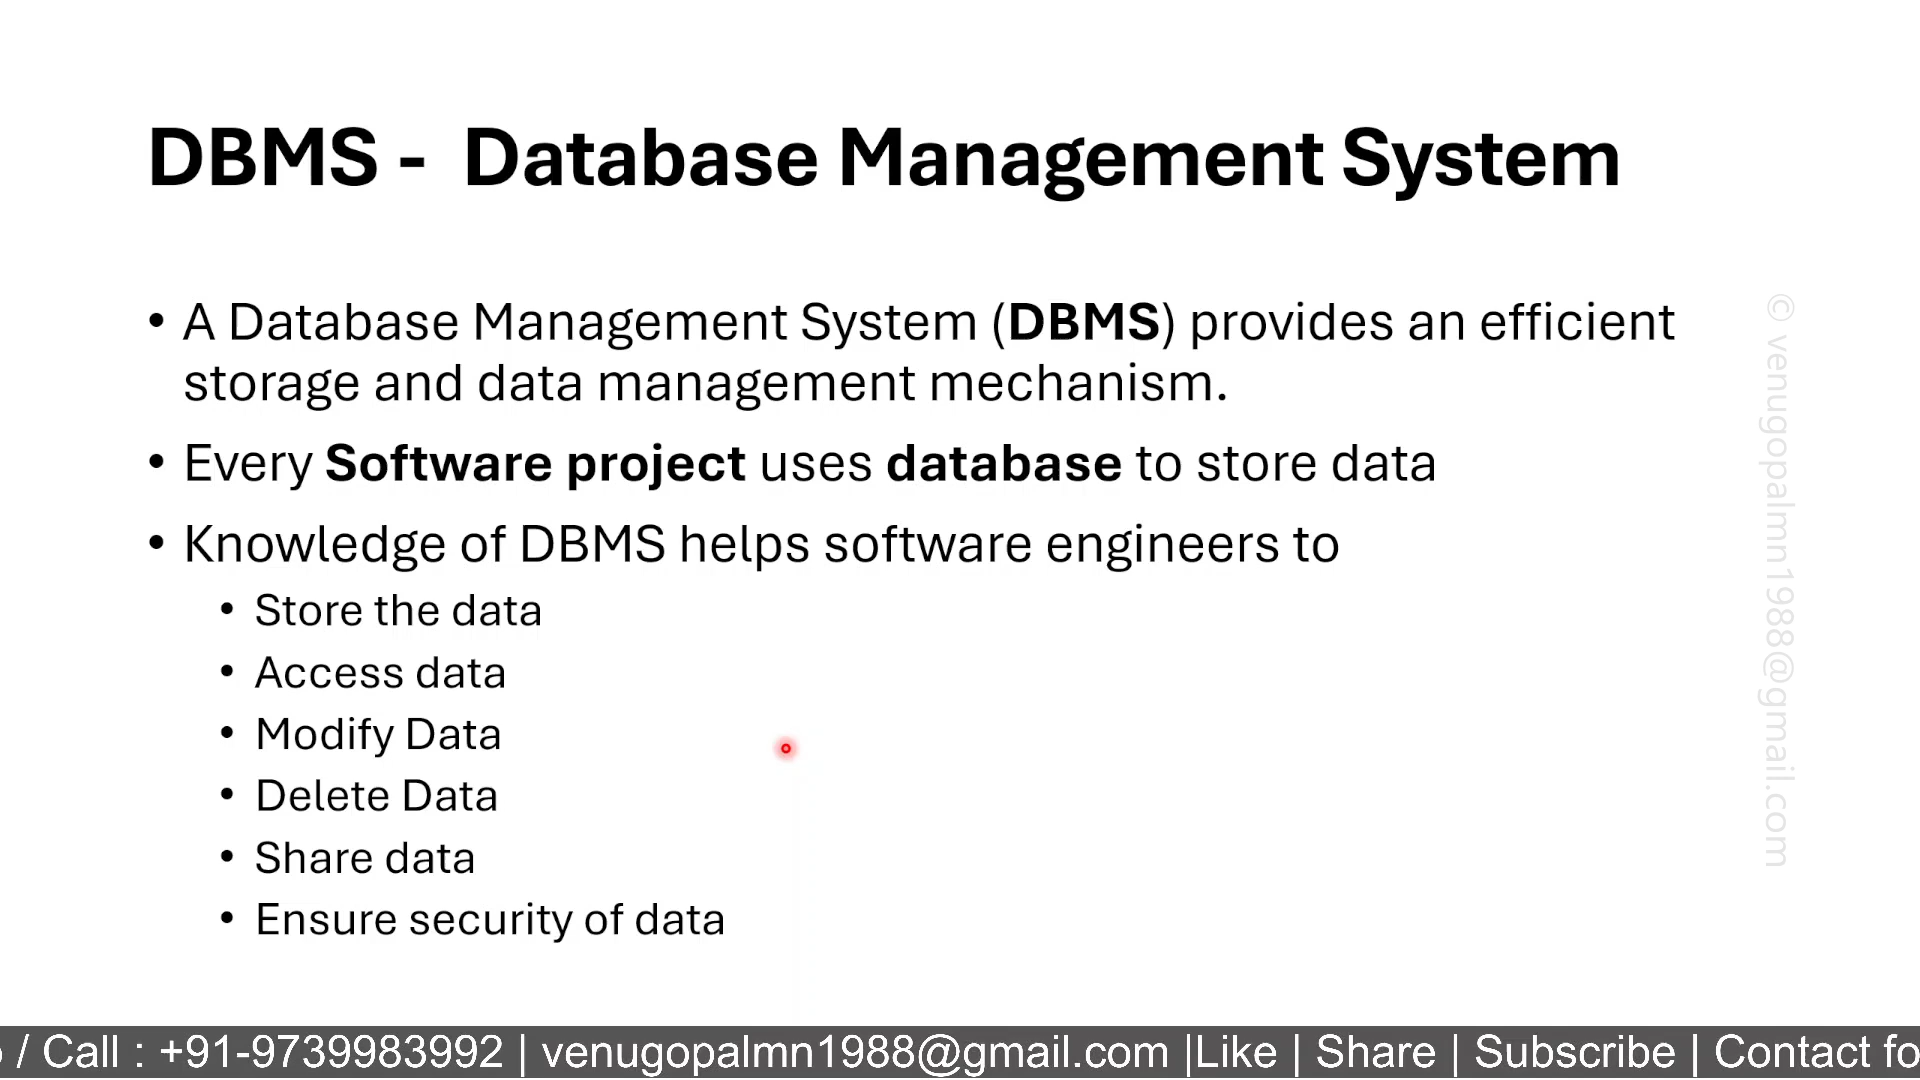 DBMS - Database Management System
• A Database Management System (DBMS) provides an efficient
storage and data management mechanism.
• Every Software project uses database to store data
• Knowledge of DBMS helps software engineers to
• Store the data
• Access data
• Modify Data
• Delete Data
• Share data
• Ensure security of data
© venugopalmn1988@gmail.com
/ Call : +91-9739983992 | venugopalmn1988@gmail.com |Like | Share | Subscribe | Contact